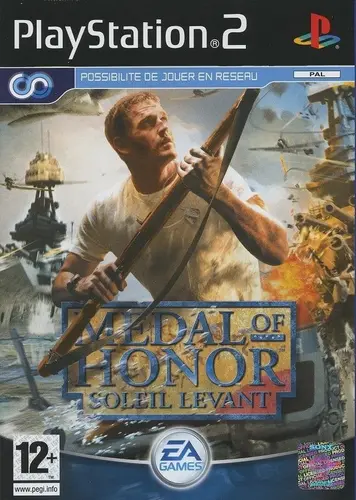 PlayStation®2
POSSIBILITE DE JOUER EN RESEAU
PAL
MEDAL OF
HONOR
SOLEIL LEVANT
12+
www.pegi.info
EA
GAMES